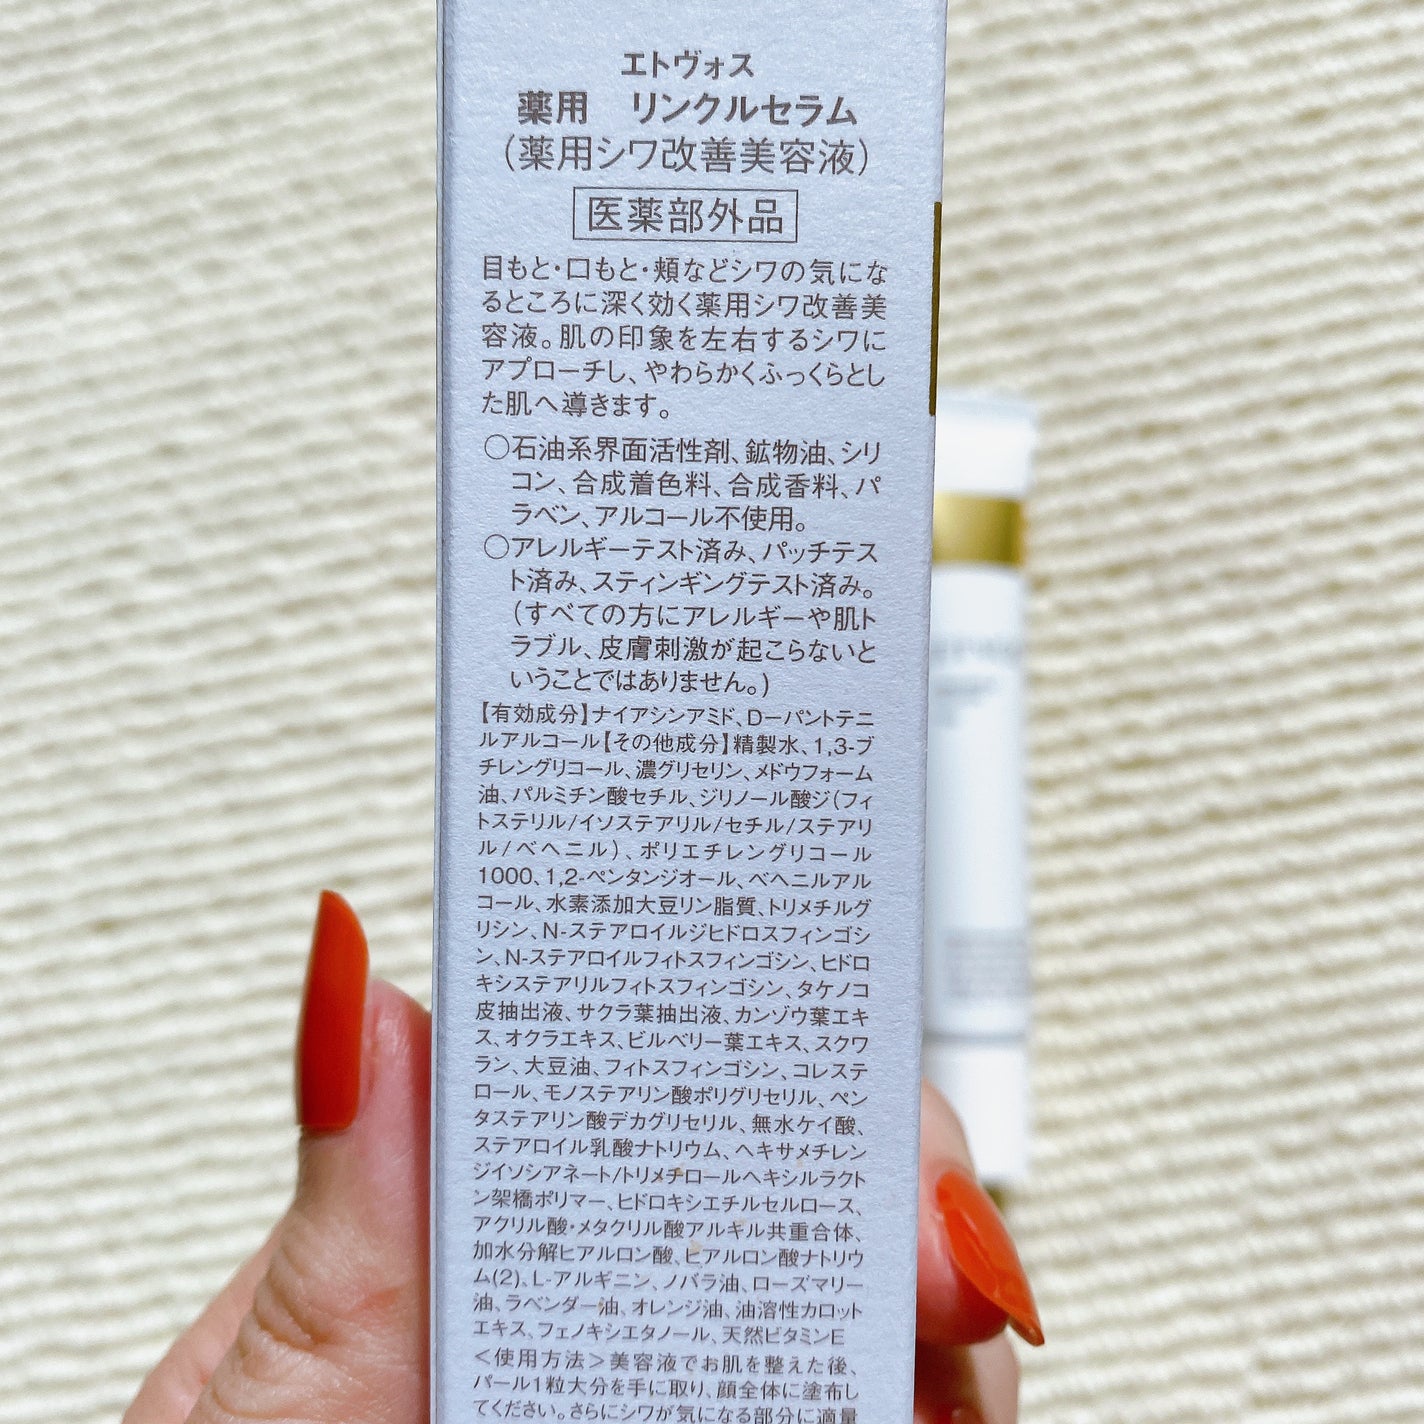 エトヴォス
薬用　リンクルセラム
(薬用シワ改善美容液)
医薬部外品
目もと・口もと・頬などシワの気にな
るところに深く効く薬用シワ改善美
容液。肌の印象を左右するシワに
アプローチし、やわらかくふっくらとし
た肌へ導きます。
○石油系界面活性剤、鉱物油、シリ
コン、合成着色料、合成香料、パ
ラベン、アルコール不使用。
○アレルギーテスト済み、パッチテス
ト済み、スティンギングテスト済み。
(すべての方にアレルギーや肌ト
ラブル、皮膚刺激が起こらないと
いうことではありません。)
【有効成分】ナイアシンアミド、D-パントテニ
ルアルコール【その他成分】精製水、1,3-ブ
チレングリコール、濃グリセリン、メドウフォーム
油、パルミチン酸セチル、ジリノール酸ジ(フィ
トステリル/イソステアリル/セチル/ステアリ
ル/ベヘニル)、ポリエチレングリコール
1000、1,2-ペンタンジオール、ベヘニルアル
コール、水素添加大豆リン脂質、トリメチルグ
リシン、N-ステアロイルジヒドロスフィンゴシ
ン、N-ステアロイルフィトスフィンゴシン、ヒドロ
キシステアリルフィトスフィンゴシン、タケノコ
皮抽出液、サクラ葉抽出液、カンゾウ葉エキ
ス、オクラエキス、ビルベリー葉エキス、スクワ
ラン、大豆油、フィトスフィンゴシン、コレステ
ロール、モノステアリン酸ポリグリセリル、ペン
タステアリン酸デカグリセリル、無水ケイ酸、
ステアロイル乳酸ナトリウム、ヘキサメチレン
ジイソシアネート/トリメチロールヘキシルラクト
ン架橋ポリマー、ヒドロキシエチルセルロース、
アクリル酸・メタクリル酸アルキル共重合体、
加水分解ヒアルロン酸、ヒアルロン酸ナトリウ
ム(2)、L-アルギニン、ノバラ油、ローズマリー
油、ラベンダー油、オレンジ油、油溶性カロット
エキス、フェノキシエタノール、天然ビタミンE
＜使用方法＞美容液でお肌を整えた後、
パール1粒大分を手に取り、顔全体に塗布し
てください。さらにシワが気になる部分に適量